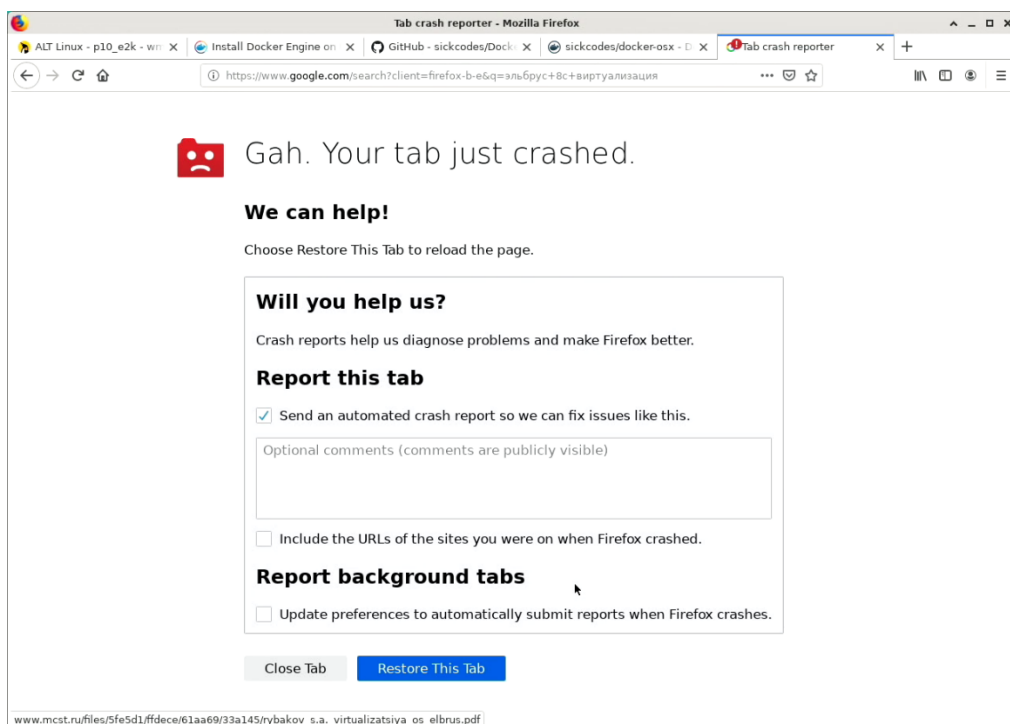 Tab crash reporter - Mozilla Firefox
ALT Linux - p10_e2k - wn
Install Docker Engine on
GitHub - sickcodes/Dock
sickcodes/docker-osx - D
Tab crash reporter
https://www.google.com/search?client=firefox-b-e&q=эльбрус+8с+виртуализация
Gah. Your tab just crashed.
We can help!
Choose Restore This Tab to reload the page.
Will you help us?
Crash reports help us diagnose problems and make Firefox better.
Report this tab
Send an automated crash report so we can fix issues like this.
Optional comments (comments are publicly visible)
Include the URLs of the sites you were on when Firefox crashed.
Report background tabs
Update preferences to automatically submit reports when Firefox crashes.
Close Tab
Restore This Tab
www.mcst.ru/files/5fe5d1/ffdece/61aa69/33a145/rybakov_s.a._virtualizatsiya_os_elbrus.pdf